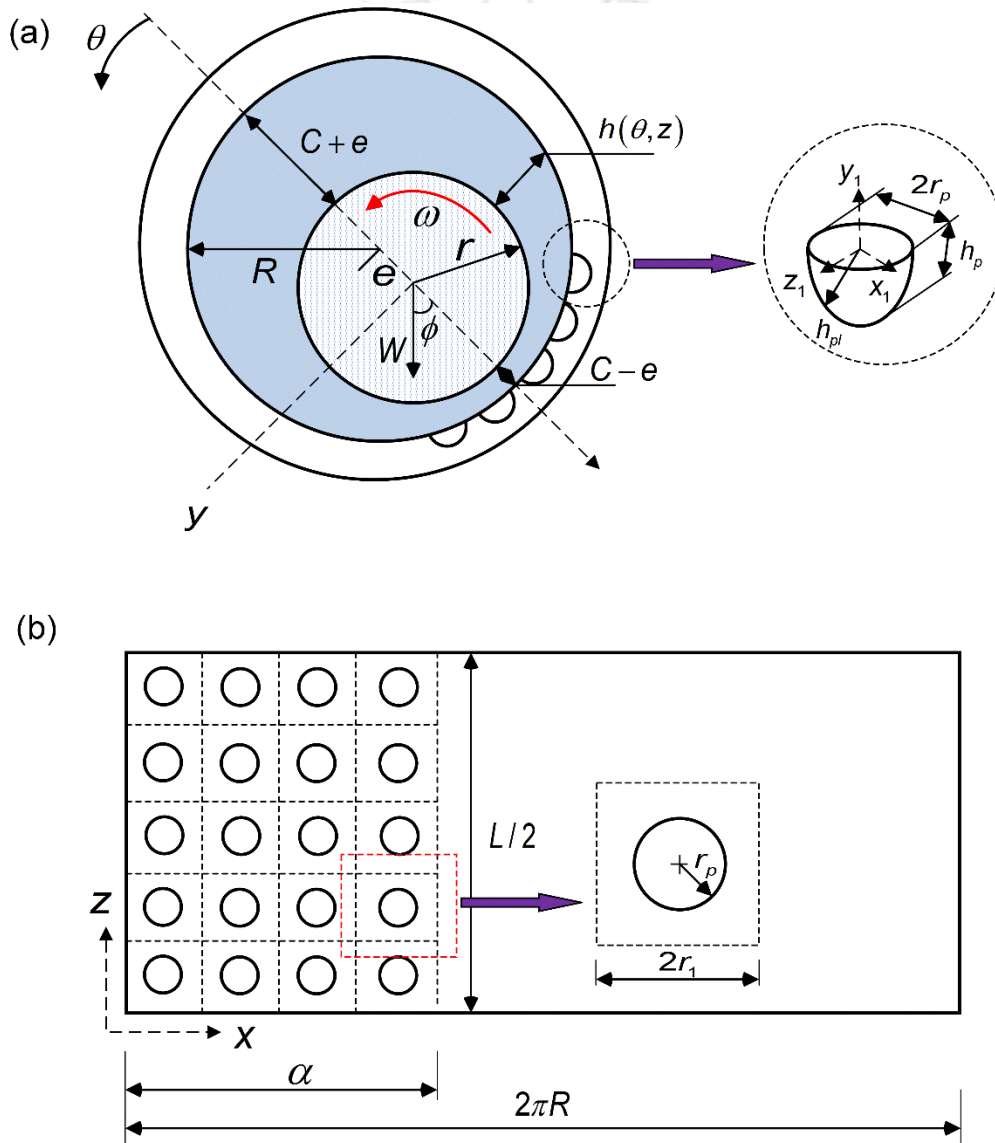 (a)
θ
C + e
h(θ, z)
ω
R
e
r
W
ϕ
C − e
y
y₁
2rₚ
hₚ
z₁
x₁
hₚₗ
(b)
L / 2
rₚ
2r₁
z
x
α
2πR